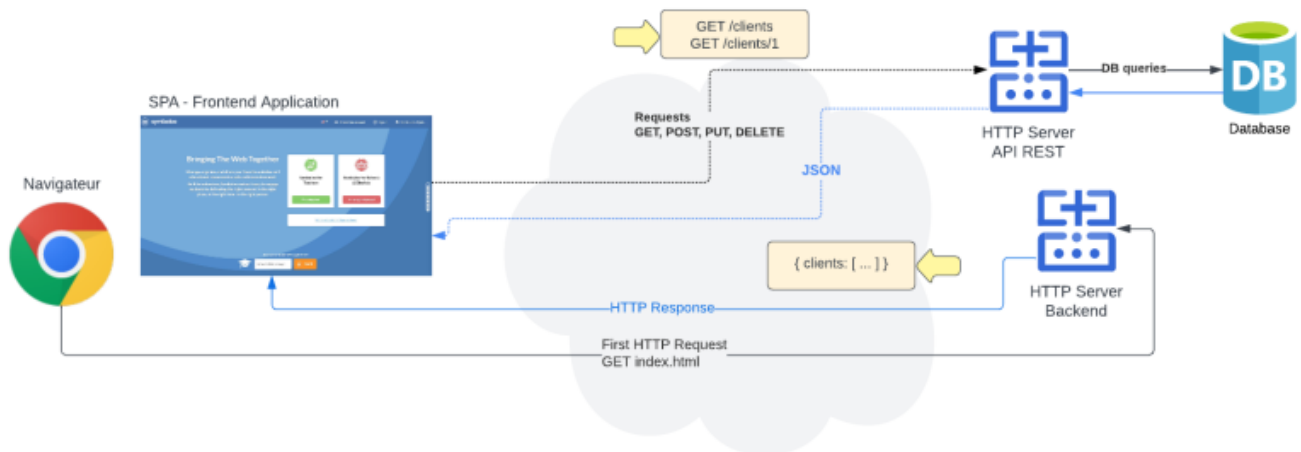 GET /clients
GET /clients/1
DB queries
DB
Database
HTTP Server
API REST
SPA - Frontend Application
Requests
GET, POST, PUT, DELETE
JSON
Bringing The Web Together
Navigateur
{ clients: [ ... ] }
HTTP Server
Backend
HTTP Response
First HTTP Request
GET index.html